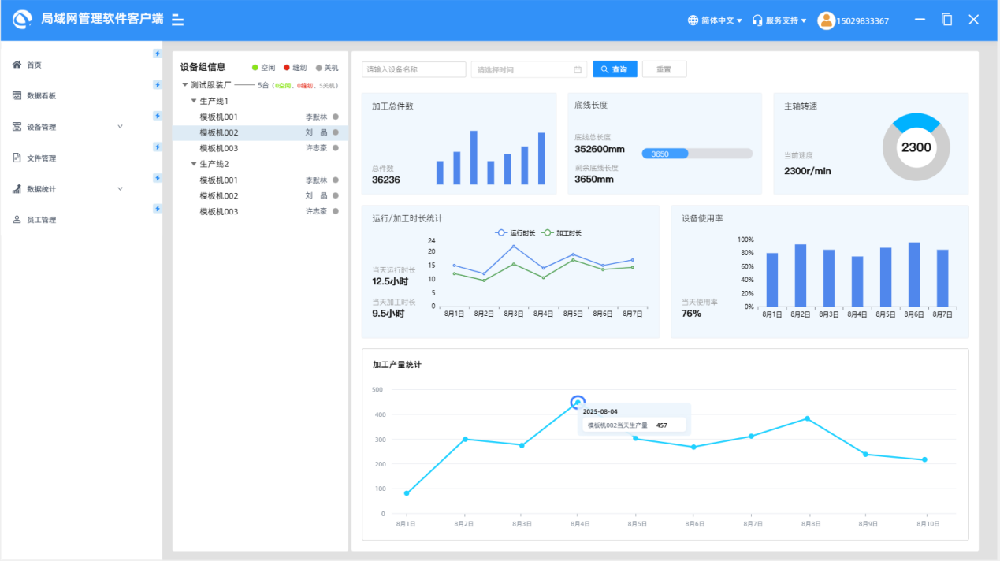 局域网管理软件客户端
简体中文
服务支持
15029833367
首页
数据看板
设备管理
文件管理
数据统计
员工管理
设备组信息
空闲 缝纫 关机
测试服装厂 5台 (0空闲、0缝纫、5关机)
生产线1
模板机001 李默林
模板机002 刘 晶
模板机003 许志豪
生产线2
模板机001 李默林
模板机002 刘 晶
模板机003 许志豪
请输入设备名称
请选择时间
查询
重置
加工总件数
总件数
36236
底线长度
底线总长度
352600mm
剩余底线长度
3650mm
3650
主轴转速
当前速度
2300r/min
2300
运行/加工时长统计
运行时长 加工时长
当天运行时长
12.5小时
当天加工时长
9.5小时
24
20
15
10
5
0
8月1日 8月2日 8月3日 8月4日 8月5日 8月6日 8月7日
设备使用率
当天使用率
76%
100%
80%
60%
40%
20%
0%
8月1日 8月2日 8月3日 8月4日 8月5日 8月6日 8月7日
加工产量统计
500
400
300
200
100
0
2025-08-04
模板机002当天生产量 457
8月1日 8月2日 8月3日 8月4日 8月5日 8月6日 8月7日 8月8日 8月9日 8月10日